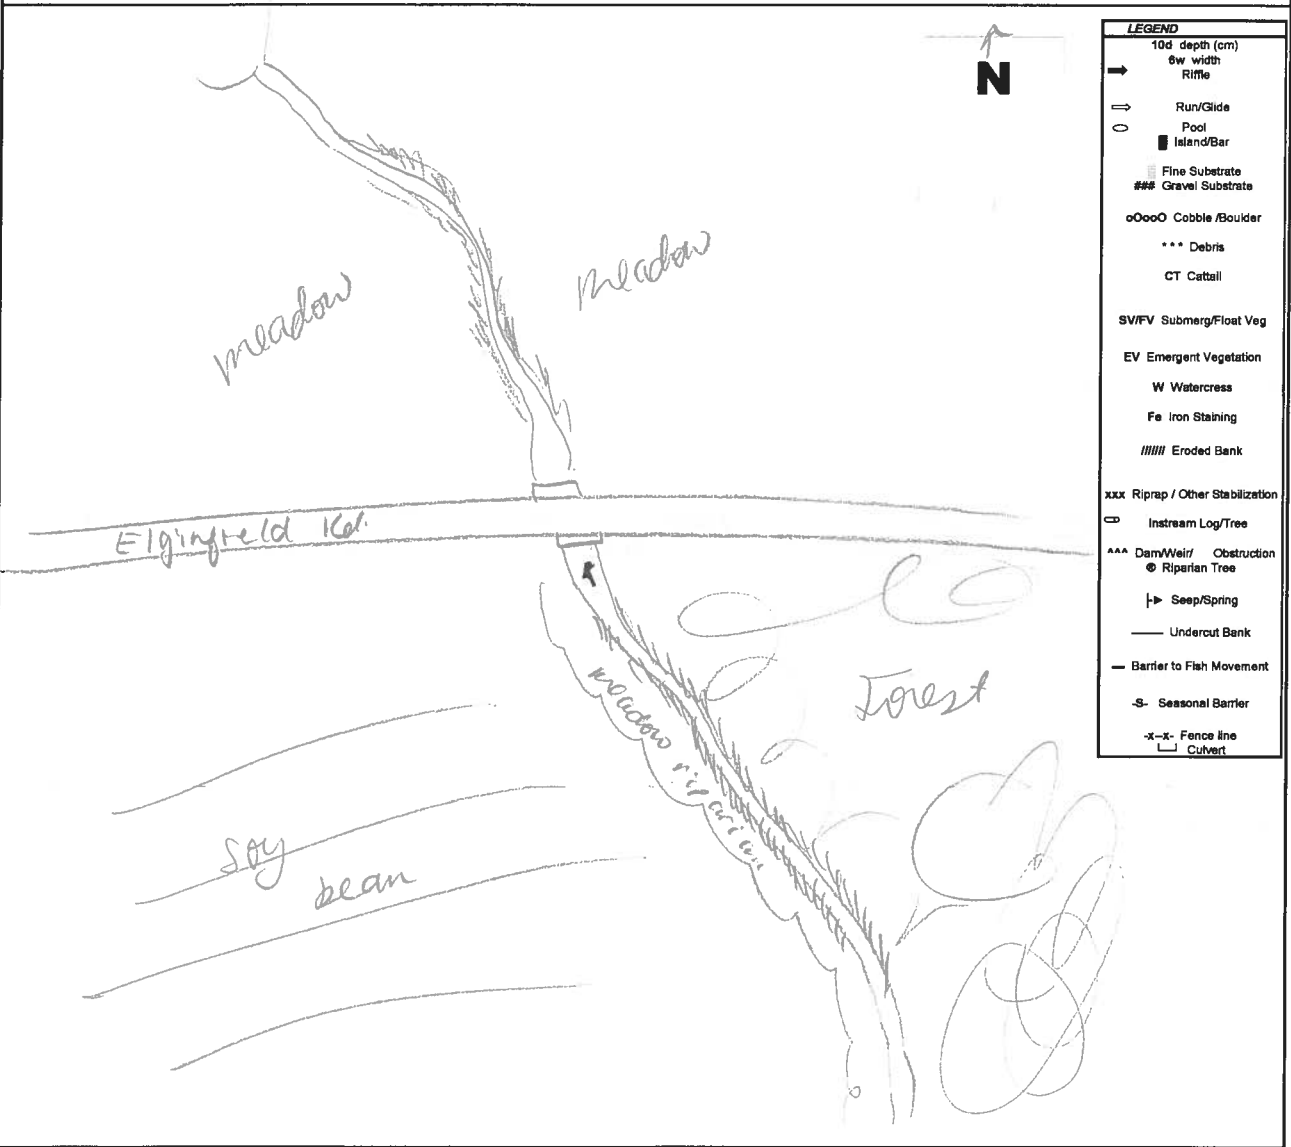 N
meadow
meadow
Elginfield Rd.
meadow riparian
Forest
Soy
bean
LEGEND
10d depth (cm)
6w width
Riffle
Run/Glide
Pool
Island/Bar
Fine Substrate
### Gravel Substrate
oOooO Cobble /Boulder
*** Debris
CT Cattail
SV/FV Submerg/Float Veg
EV Emergent Vegetation
W Watercress
Fe Iron Staining
////// Eroded Bank
xxx Riprap / Other Stabilization
Instream Log/Tree
^^^ Dam/Weir/ Obstruction
® Riparian Tree
Seep/Spring
Undercut Bank
Barrier to Fish Movement
-S- Seasonal Barrier
-x--x- Fence line
Culvert